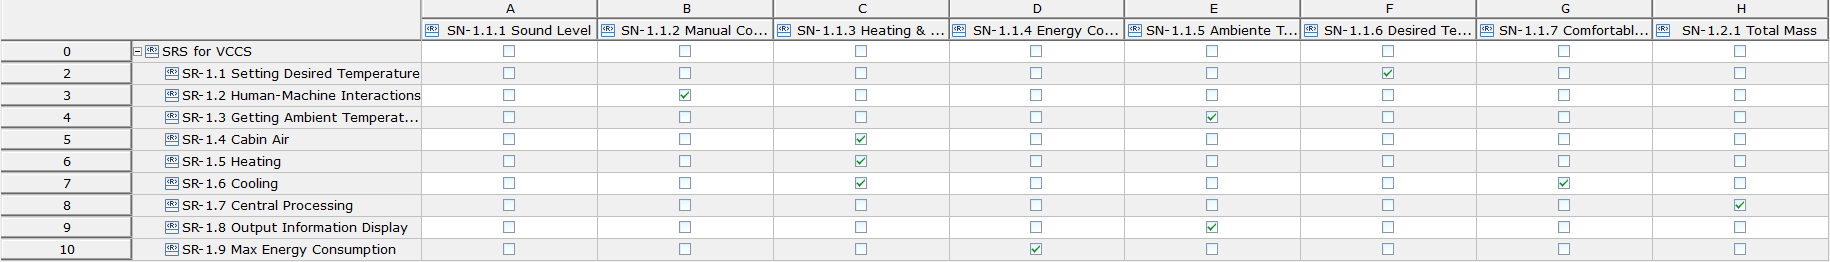 A B C D E F G H
SN-1.1.1 Sound Level SN-1.1.2 Manual Co... SN-1.1.3 Heating & ... SN-1.1.4 Energy Co... SN-1.1.5 Ambiente T... SN-1.1.6 Desired Te... SN-1.1.7 Comfortabl... SN-1.2.1 Total Mass
0 SRS for VCCS
2 SR-1.1 Setting Desired Temperature
3 SR-1.2 Human-Machine Interactions
4 SR-1.3 Getting Ambient Temperat...
5 SR-1.4 Cabin Air
6 SR-1.5 Heating
7 SR-1.6 Cooling
8 SR-1.7 Central Processing
9 SR-1.8 Output Information Display
10 SR-1.9 Max Energy Consumption